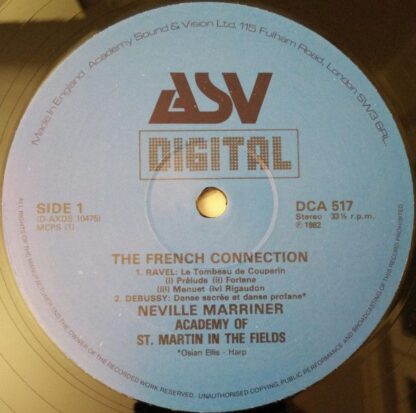 Made in England. Academy Sound & Vision Ltd. 115 Fulham Road, London SW3 6RL
ASV
DIGITAL
SIDE 1
(D-AXDS 10475)
MCPS (1)
DCA 517
Stereo 33⅓ r.p.m.
℗ 1982
THE FRENCH CONNECTION
1. RAVEL: Le Tombeau de Couperin
(i) Prélude (ii) Forlane
(iii) Menuet (iv) Rigaudon
2. DEBUSSY: Danse sacrée et danse profane*
NEVILLE MARRINER
ACADEMY OF
ST. MARTIN IN THE FIELDS
*Osian Ellis - Harp
ALL RIGHTS OF THE MANUFACTURER AND OF THE OWNER OF THE RECORDED WORK RESERVED. UNAUTHORISED COPYING, PUBLIC PERFORMANCE AND BROADCASTING OF THIS RECORD PROHIBITED.